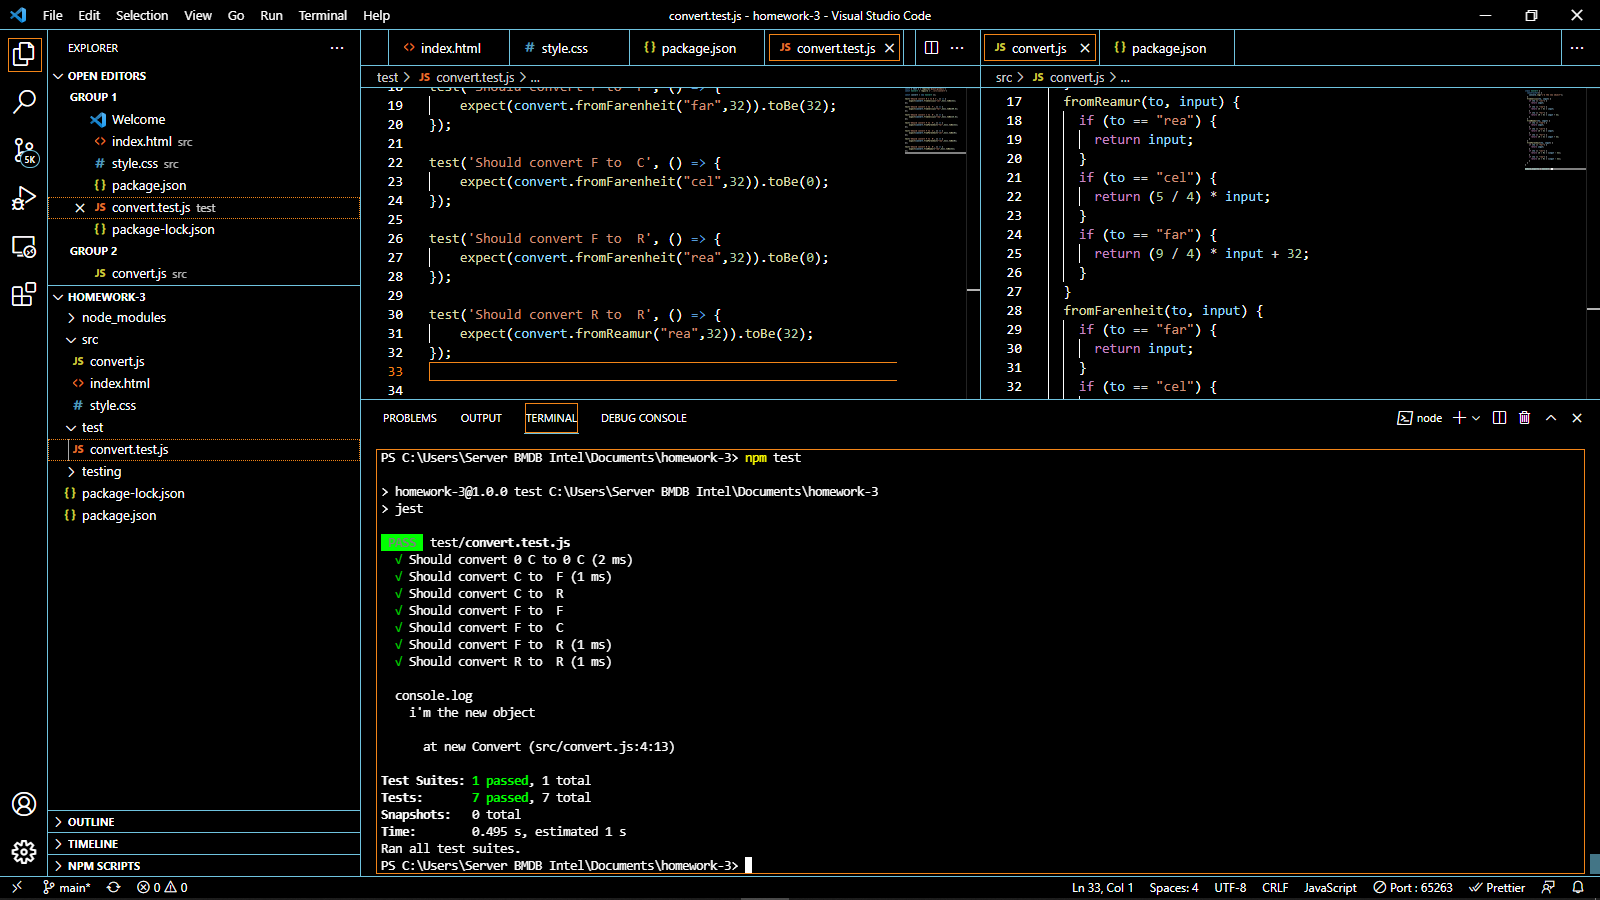 File Edit Selection View Go Run Terminal Help
convert.test.js - homework-3 - Visual Studio Code
EXPLORER
OPEN EDITORS
GROUP 1
Welcome
index.html src
style.css src
package.json
convert.test.js test
package-lock.json
GROUP 2
JS convert.js src
HOMEWORK-3
node_modules
src
JS convert.js
index.html
# style.css
test
JS convert.test.js
testing
package-lock.json
package.json
OUTLINE
TIMELINE
NPM SCRIPTS
5K
<> index.html # style.css {} package.json JS convert.test.js
test > JS convert.test.js > ...
18 test('Should convert F to  F', () => {
19 expect(convert.fromFarenheit("far",32)).toBe(32);
20 });
21
22 test('Should convert F to  C', () => {
23 expect(convert.fromFarenheit("cel",32)).toBe(0);
24 });
25
26 test('Should convert F to  R', () => {
27 expect(convert.fromFarenheit("rea",32)).toBe(0);
28 });
29
30 test('Should convert R to  R', () => {
31 expect(convert.fromReamur("rea",32)).toBe(32);
32 });
33
34
JS convert.js {} package.json
src > JS convert.js > ...
17 fromReamur(to, input) {
18 if (to == "rea") {
19 return input;
20 }
21 if (to == "cel") {
22 return (5 / 4) * input;
23 }
24 if (to == "far") {
25 return (9 / 4) * input + 32;
26 }
27 }
28 fromFarenheit(to, input) {
29 if (to == "far") {
30 return input;
31 }
32 if (to == "cel") {
PROBLEMS OUTPUT TERMINAL DEBUG CONSOLE
node
PS C:\Users\Server BMDB Intel\Documents\homework-3> npm test
> homework-3@1.0.0 test C:\Users\Server BMDB Intel\Documents\homework-3
> jest
PASS test/convert.test.js
√ Should convert 0 C to 0 C (2 ms)
√ Should convert C to  F (1 ms)
√ Should convert C to  R
√ Should convert F to  F
√ Should convert F to  C
√ Should convert F to  R (1 ms)
√ Should convert R to  R (1 ms)
console.log
i'm the new object
at new Convert (src/convert.js:4:13)
Test Suites: 1 passed, 1 total
Tests: 7 passed, 7 total
Snapshots: 0 total
Time: 0.495 s, estimated 1 s
Ran all test suites.
PS C:\Users\Server BMDB Intel\Documents\homework-3>
main* 0 0
Ln 33, Col 1 Spaces: 4 UTF-8 CRLF JavaScript Port : 65263 Prettier